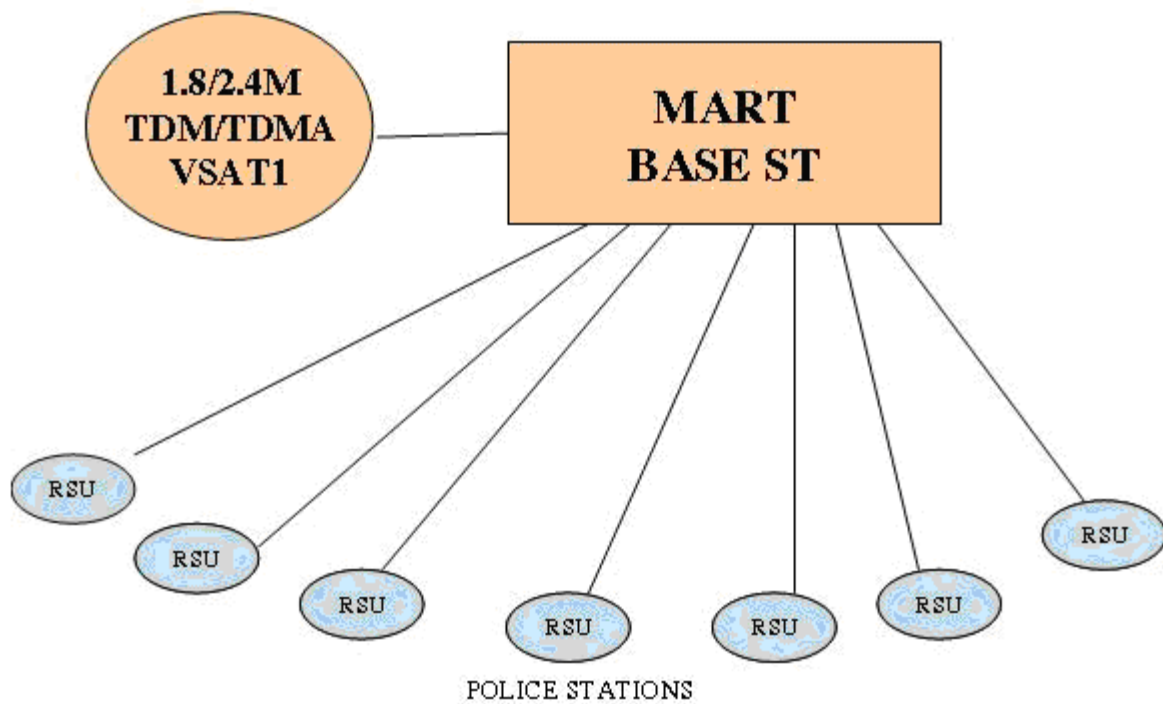 1.8/2.4M
TDM/TDMA
VSAT1
MART
BASE ST
RSU
RSU
RSU
RSU
RSU
RSU
RSU
POLICE STATIONS